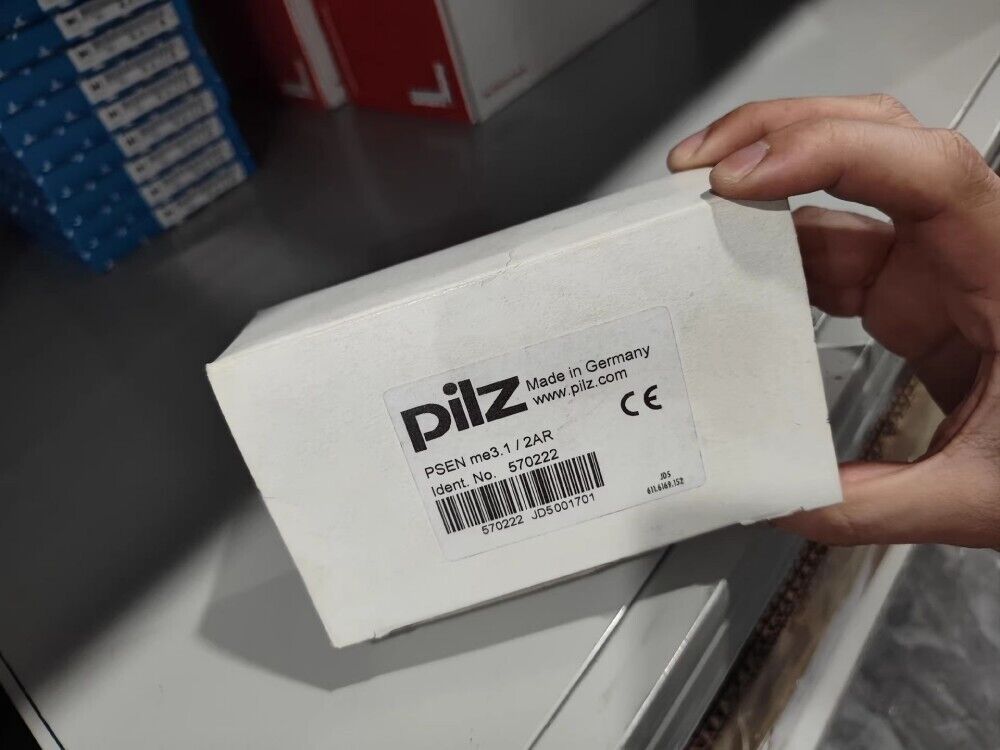 pilz
Made in Germany
www.pilz.com
CE
PSEN me3.1 / 2AR
Ident. No. 570222
570222 JD5001701
JDS
611.6169.152